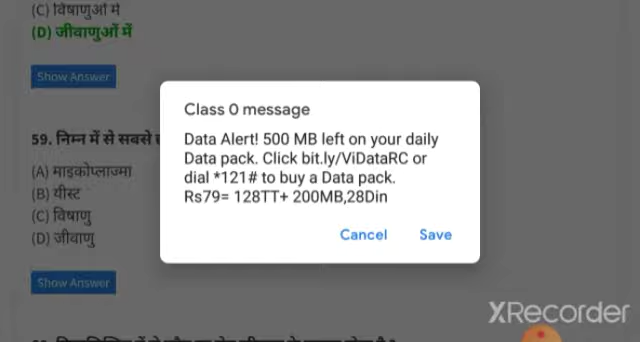 (C) विषाणुओं में
(D) जीवाणुओं में
Show Answer
59. निम्न में से सबसे
(A) माइकोप्लाज्मा
(B) यीस्ट
(C) विषाणु
(D) जीवाणु
Show Answer
Class 0 message
Data Alert! 500 MB left on your daily
Data pack. Click bit.ly/ViDataRC or
dial *121# to buy a Data pack.
Rs79= 128TT+ 200MB,28Din
Cancel Save
XRecorder